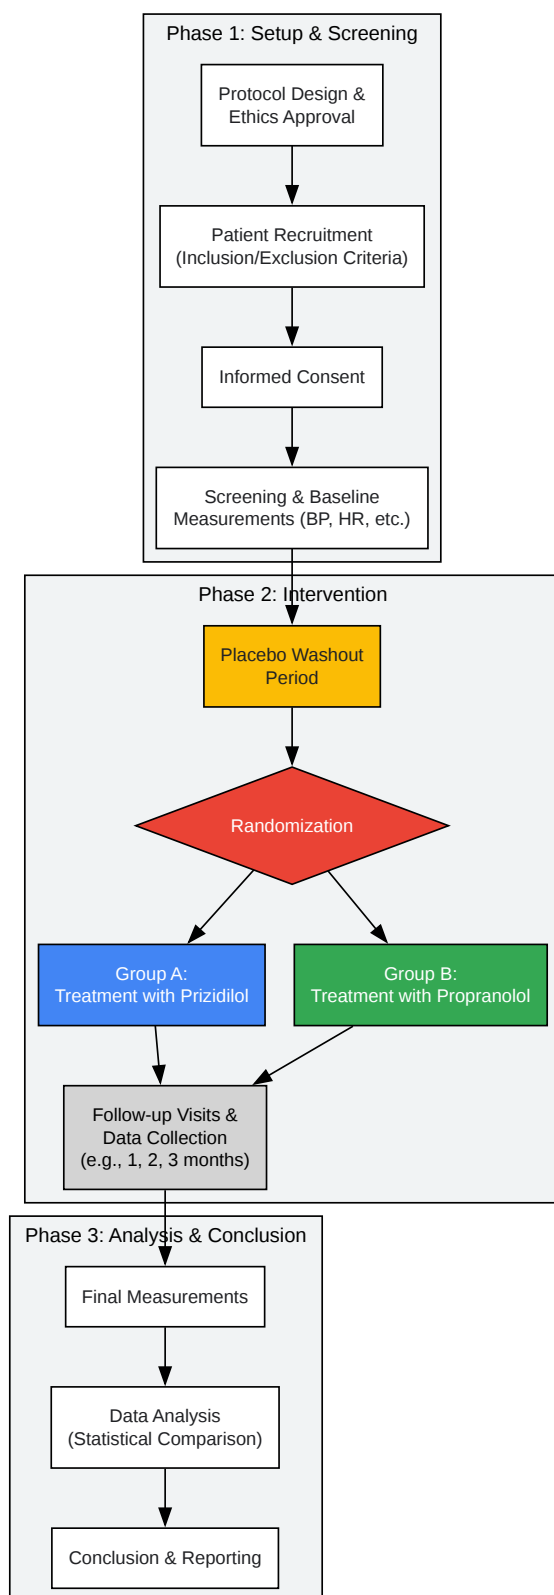 Phase 1: Setup & Screening
Protocol Design &
Ethics Approval
Patient Recruitment
(Inclusion/Exclusion Criteria)
Informed Consent
Screening & Baseline
Measurements (BP, HR, etc.)
Phase 2: Intervention
Placebo Washout
Period
Randomization
Group A:
Treatment with Prizidilol
Group B:
Treatment with Propranolol
Follow-up Visits &
Data Collection
(e.g., 1, 2, 3 months)
Phase 3: Analysis & Conclusion
Final Measurements
Data Analysis
(Statistical Comparison)
Conclusion & Reporting